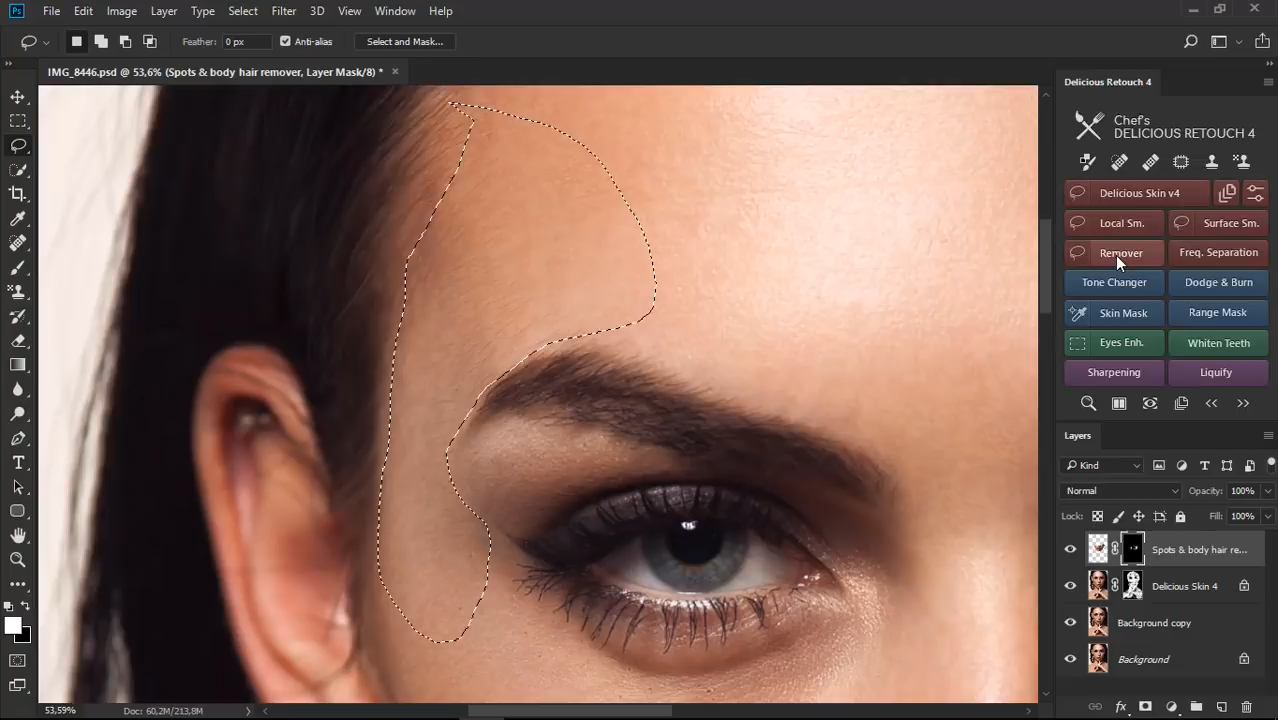 Ps File Edit Image Layer Type Select Filter 3D View Window Help
Feather: 0 px Anti-alias Select and Mask...
IMG_8446.psd @ 53,6% (Spots & body hair remover, Layer Mask/8) *
Delicious Retouch 4
Chef's
DELICIOUS RETOUCH 4
Delicious Skin v4
Local Sm. Surface Sm.
Remover Freq. Separation
Tone Changer Dodge & Burn
Skin Mask Range Mask
Eyes Enh. Whiten Teeth
Sharpening Liquify
Layers
Kind
Normal Opacity: 100%
Lock: Fill: 100%
Spots & body hair re...
Delicious Skin 4
Background copy
Background
53,59% Doc: 60,2M/213,8M